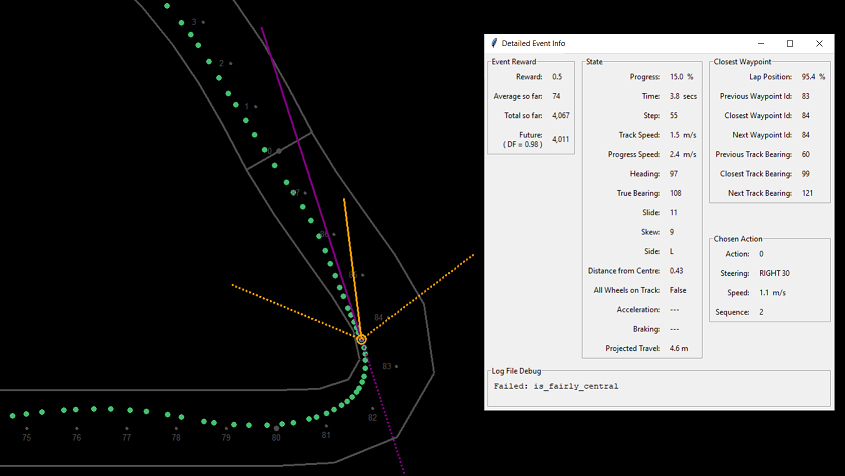 3
2
1
0
87
86
85
84
83
82
81
75
76
77
78
79
80
Detailed Event Info
Event Reward
Reward: 0.5
Average so far: 74
Total so far: 4,067
Future: 4,011
( DF = 0.98 )
State
Progress: 15.0 %
Time: 3.8 secs
Step: 55
Track Speed: 1.5 m/s
Progress Speed: 2.4 m/s
Heading: 97
True Bearing: 108
Slide: 11
Skew: 9
Side: L
Distance from Centre: 0.43
All Wheels on Track: False
Acceleration: ---
Braking: ---
Projected Travel: 4.6 m
Closest Waypoint
Lap Position: 95.4 %
Previous Waypoint Id: 83
Closest Waypoint Id: 84
Next Waypoint Id: 84
Previous Track Bearing: 60
Closest Track Bearing: 99
Next Track Bearing: 121
Chosen Action
Action: 0
Steering: RIGHT 30
Speed: 1.1 m/s
Sequence: 2
Log File Debug
Failed: is_fairly_central